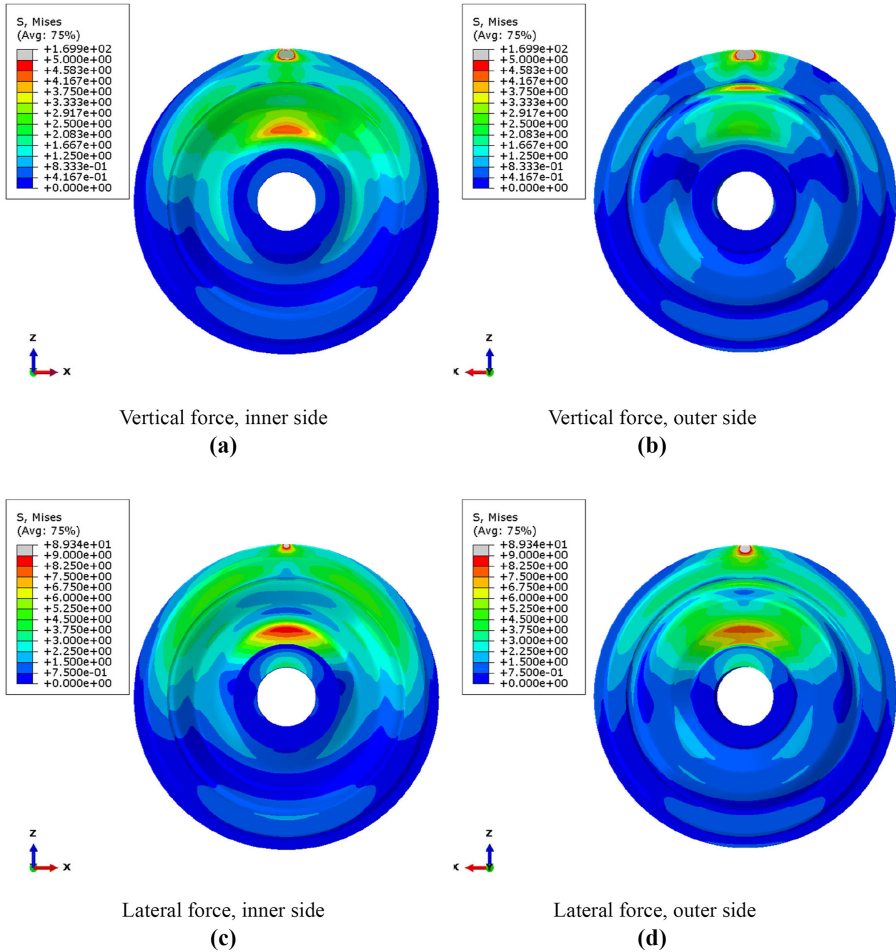 S, Mises
(Avg: 75%)
+1.699e+02
+5.000e+00
+4.583e+00
+4.167e+00
+3.750e+00
+3.333e+00
+2.917e+00
+2.500e+00
+2.083e+00
+1.667e+00
+1.250e+00
+8.333e-01
+4.167e-01
+0.000e+00
Z
X
Vertical force, inner side
(a)
S, Mises
(Avg: 75%)
+1.699e+02
+5.000e+00
+4.583e+00
+4.167e+00
+3.750e+00
+3.333e+00
+2.917e+00
+2.500e+00
+2.083e+00
+1.667e+00
+1.250e+00
+8.333e-01
+4.167e-01
+0.000e+00
Z
X
Y
Vertical force, outer side
(b)
S, Mises
(Avg: 75%)
+8.934e+01
+9.000e+00
+8.250e+00
+7.500e+00
+6.750e+00
+6.000e+00
+5.250e+00
+4.500e+00
+3.750e+00
+3.000e+00
+2.250e+00
+1.500e+00
+7.500e-01
+0.000e+00
Z
X
Lateral force, inner side
(c)
S, Mises
(Avg: 75%)
+8.934e+01
+9.000e+00
+8.250e+00
+7.500e+00
+6.750e+00
+6.000e+00
+5.250e+00
+4.500e+00
+3.750e+00
+3.000e+00
+2.250e+00
+1.500e+00
+7.500e-01
+0.000e+00
Z
X
Y
Lateral force, outer side
(d)